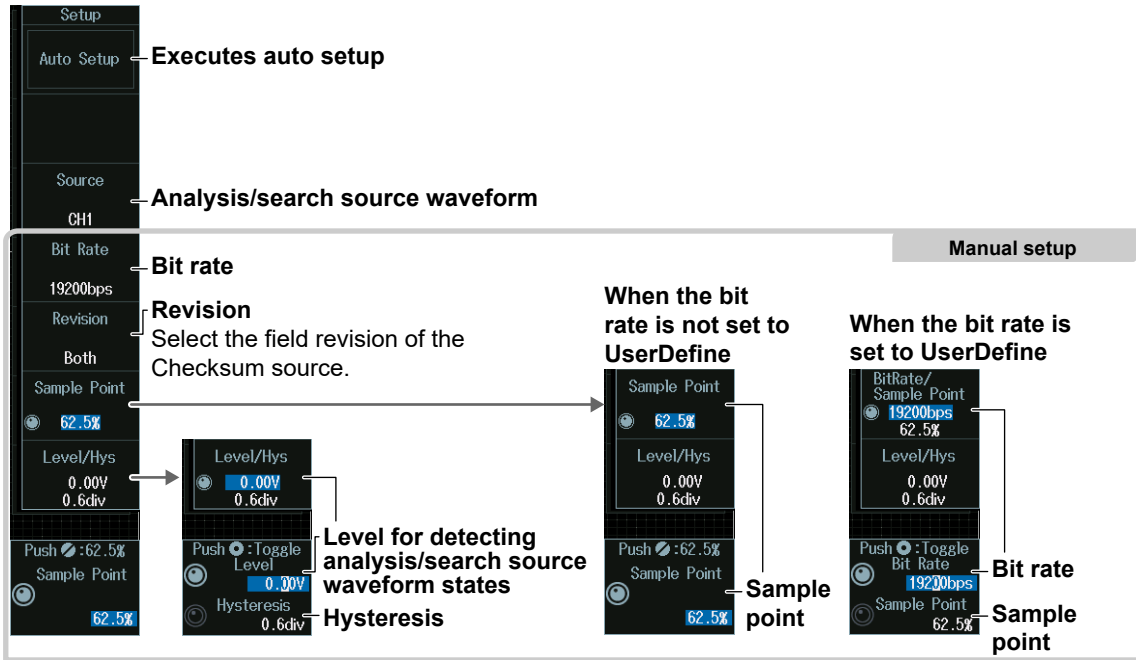 Setup
Auto Setup
Executes auto setup
Source
CH1
Analysis/search source waveform
Manual setup
Bit Rate
19200bps
Bit rate
Revision
Both
Revision
Select the field revision of the
Checksum source.
Sample Point
62.5%
Level/Hys
0.00V
0.6div
Push :62.5%
Sample Point
62.5%
Level/Hys
0.00V
0.6div
Push :Toggle
Level
0.00V
Hysteresis
0.6div
Level for detecting
analysis/search source
waveform states
Hysteresis
When the bit
rate is not set to
UserDefine
Sample Point
62.5%
Level/Hys
0.00V
0.6div
Push :62.5%
Sample Point
62.5%
Sample
point
When the bit rate is
set to UserDefine
BitRate/
Sample Point
19200bps
62.5%
Level/Hys
0.00V
0.6div
Push :Toggle
Bit Rate
19200bps
Sample Point
62.5%
Bit rate
Sample
point